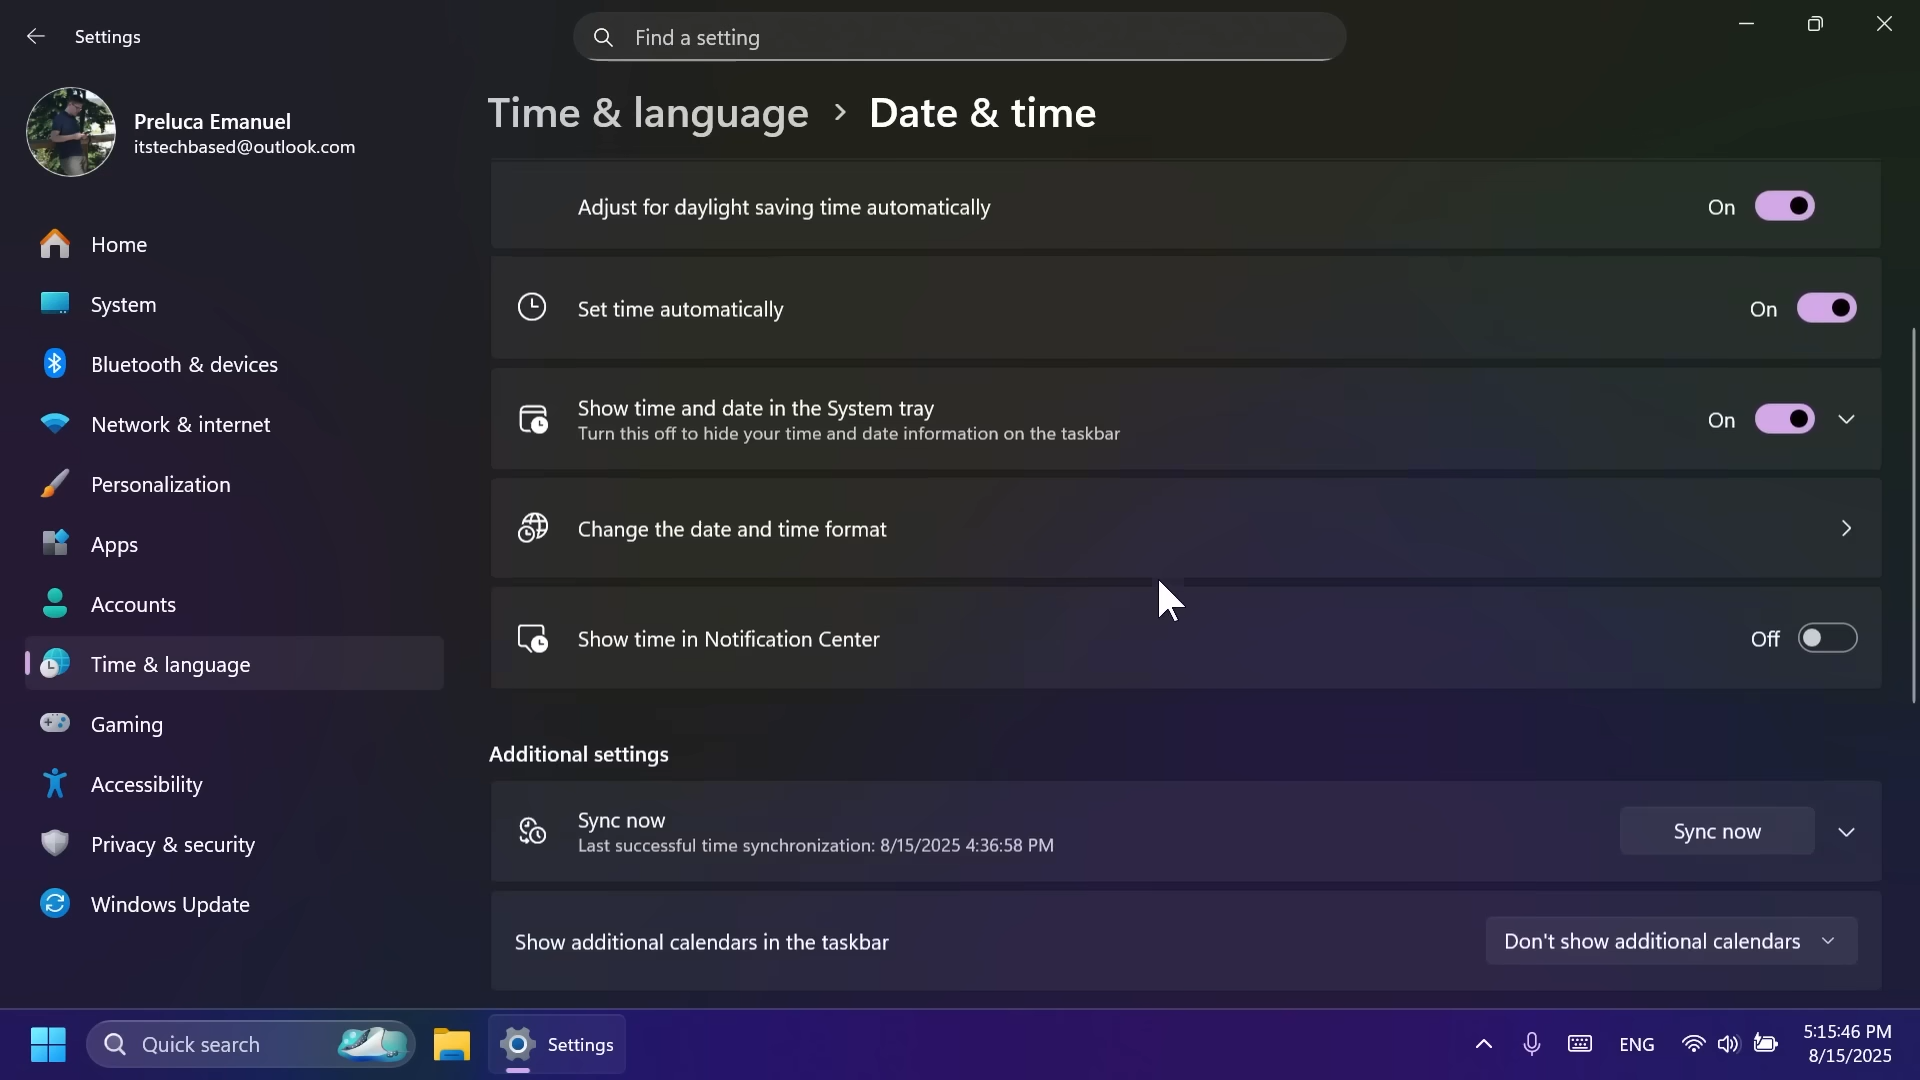 Settings
Find a setting
Preluca Emanuel
itstechbased@outlook.com
Home
System
Bluetooth & devices
Network & internet
Personalization
Apps
Accounts
Time & language
Gaming
Accessibility
Privacy & security
Windows Update
Time & language > Date & time
Adjust for daylight saving time automatically On
Set time automatically On
Show time and date in the System tray On
Turn this off to hide your time and date information on the taskbar
Change the date and time format
Show time in Notification Center Off
Additional settings
Sync now
Last successful time synchronization: 8/15/2025 4:36:58 PM
Sync now
Show additional calendars in the taskbar Don't show additional calendars
Quick search
Settings
ENG
5:15:46 PM
8/15/2025